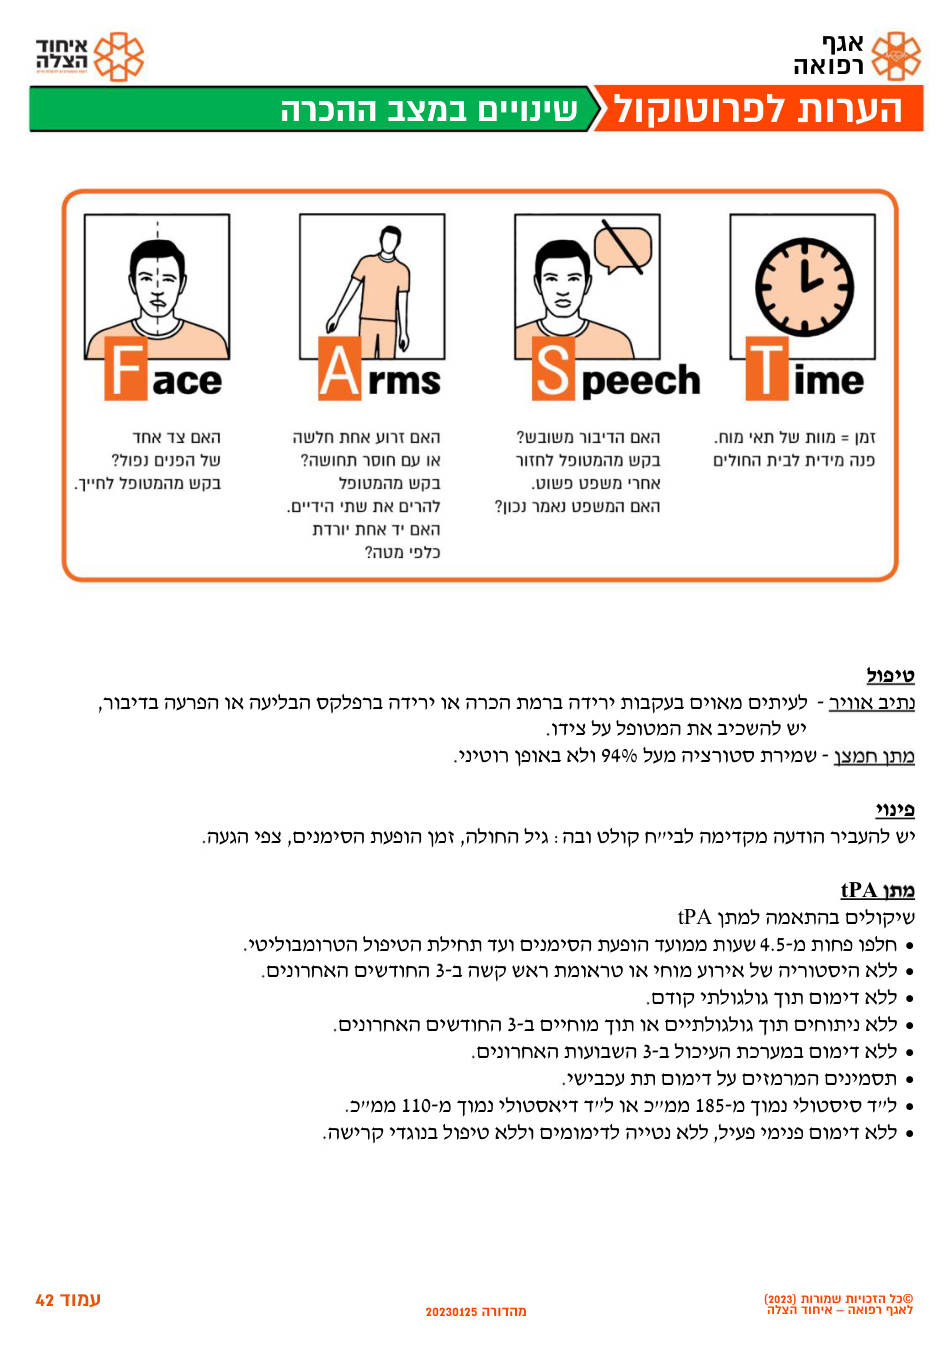 אגף
רפואה
איחוד
הצלה
הערות לפרוטוקול
שינויים במצב ההכרה
Face
האם צד אחד
של הפנים נפול?
בקש מהמטופל לחייך.
Arms
האם זרוע אחת חלשה
או עם חוסר תחושה?
בקש מהמטופל
להרים את שתי הידיים.
האם יד אחת יורדת
כלפי מטה?
Speech
האם הדיבור משובש?
בקש מהמטופל לחזור
אחרי משפט פשוט.
האם המשפט נאמר נכון?
Time
זמן = מוות של תאי מוח.
פנה מידית לבית החולים
טיפול
נתיב אוויר - לעיתים מאוים בעקבות ירידה ברמת הכרה או ירידה ברפלקס הבליעה או הפרעה בדיבור,
יש להשכיב את המטופל על צידו.
מתן חמצן - שמירת סטורציה מעל 94% ולא באופן רוטיני.
פינוי
יש להעביר הודעה מקדימה לבי״ח קולט ובה: גיל החולה, זמן הופעת הסימנים, צפי הגעה.
מתן tPA
שיקולים בהתאמה למתן tPA
• חלפו פחות מ-4.5 שעות ממועד הופעת הסימנים ועד תחילת הטיפול הטרומבוליטי.
• ללא היסטוריה של אירוע מוחי או טראומת ראש קשה ב-3 החודשים האחרונים.
• ללא דימום תוך גולגולתי קודם.
• ללא ניתוחים תוך גולגולתיים או תוך מוחיים ב-3 החודשים האחרונים.
• ללא דימום במערכת העיכול ב-3 השבועות האחרונים.
• תסמינים המרמזים על דימום תת עכבישי.
• ל״ד סיסטולי נמוך מ-185 ממ״כ או ל״ד דיאסטולי נמוך מ-110 ממ״כ.
• ללא דימום פנימי פעיל, ללא נטייה לדימומים וללא טיפול בנוגדי קרישה.
©כל הזכויות שמורות (2023)
לאגף רפואה – איחוד הצלה
מהדורה 20230125
עמוד 42